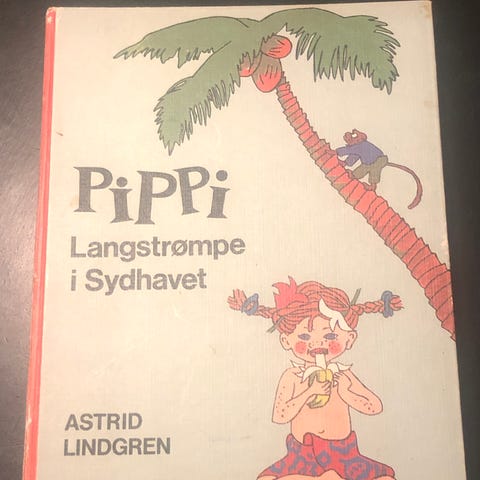 PiPPi
Langstrømpe
i Sydhavet
ASTRID
LINDGREN